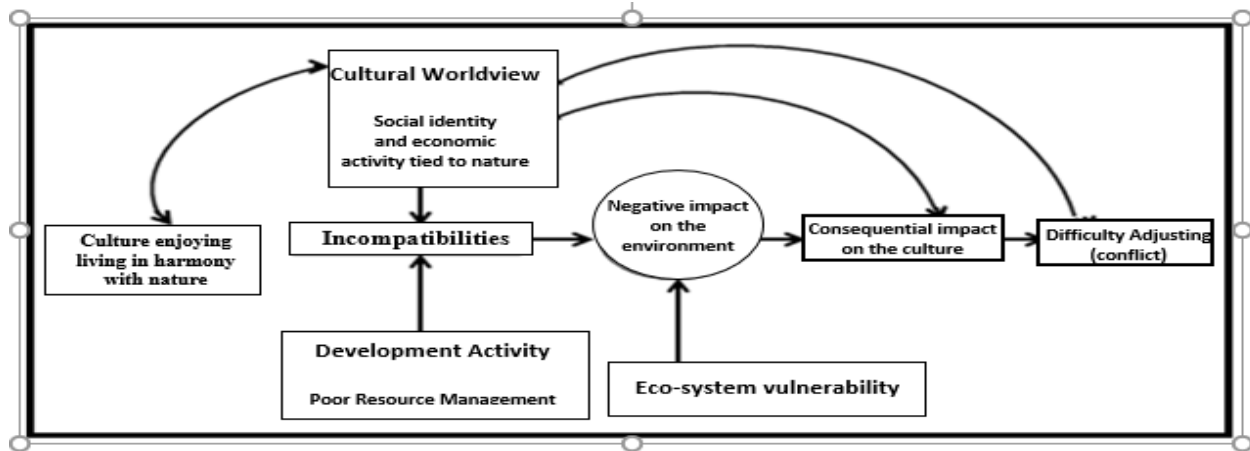 Cultural Worldview
Social identity
and economic
activity tied to nature
Culture enjoying
living in harmony
with nature
Incompatibilities
Negative impact
on the
environment
Consequential impact
on the culture
Difficulty Adjusting
(conflict)
Development Activity
Poor Resource Management
Eco-system vulnerability